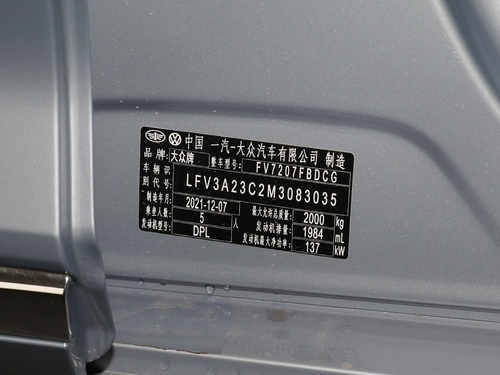 中国 一汽-大众汽车有限公司 制造
品牌 大众牌 整车型号 FV7207FBDCG
车辆识别代号 LFV3A23C2M3083035
制造年月 2021-12-07 最大允许总质量 2000 kg
乘坐人数 5 人 发动机排量 1984 mL
发动机型号 DPL 发动机最大净功率 137 kW